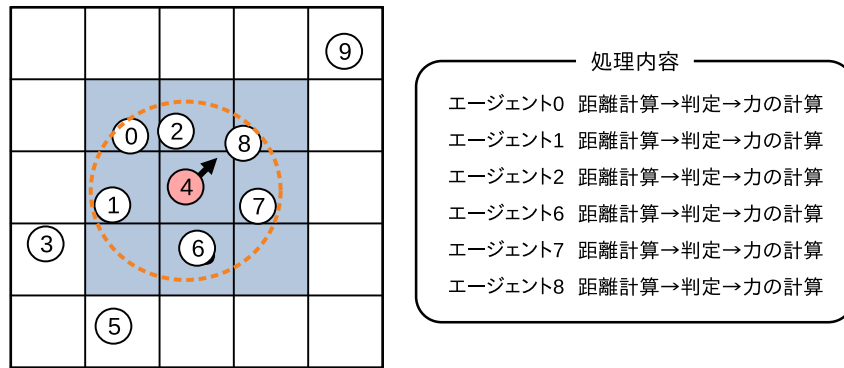 9
0
2
8
4
1
7
3
6
5
処理内容
エージェント0 距離計算→判定→力の計算
エージェント1 距離計算→判定→力の計算
エージェント2 距離計算→判定→力の計算
エージェント6 距離計算→判定→力の計算
エージェント7 距離計算→判定→力の計算
エージェント8 距離計算→判定→力の計算